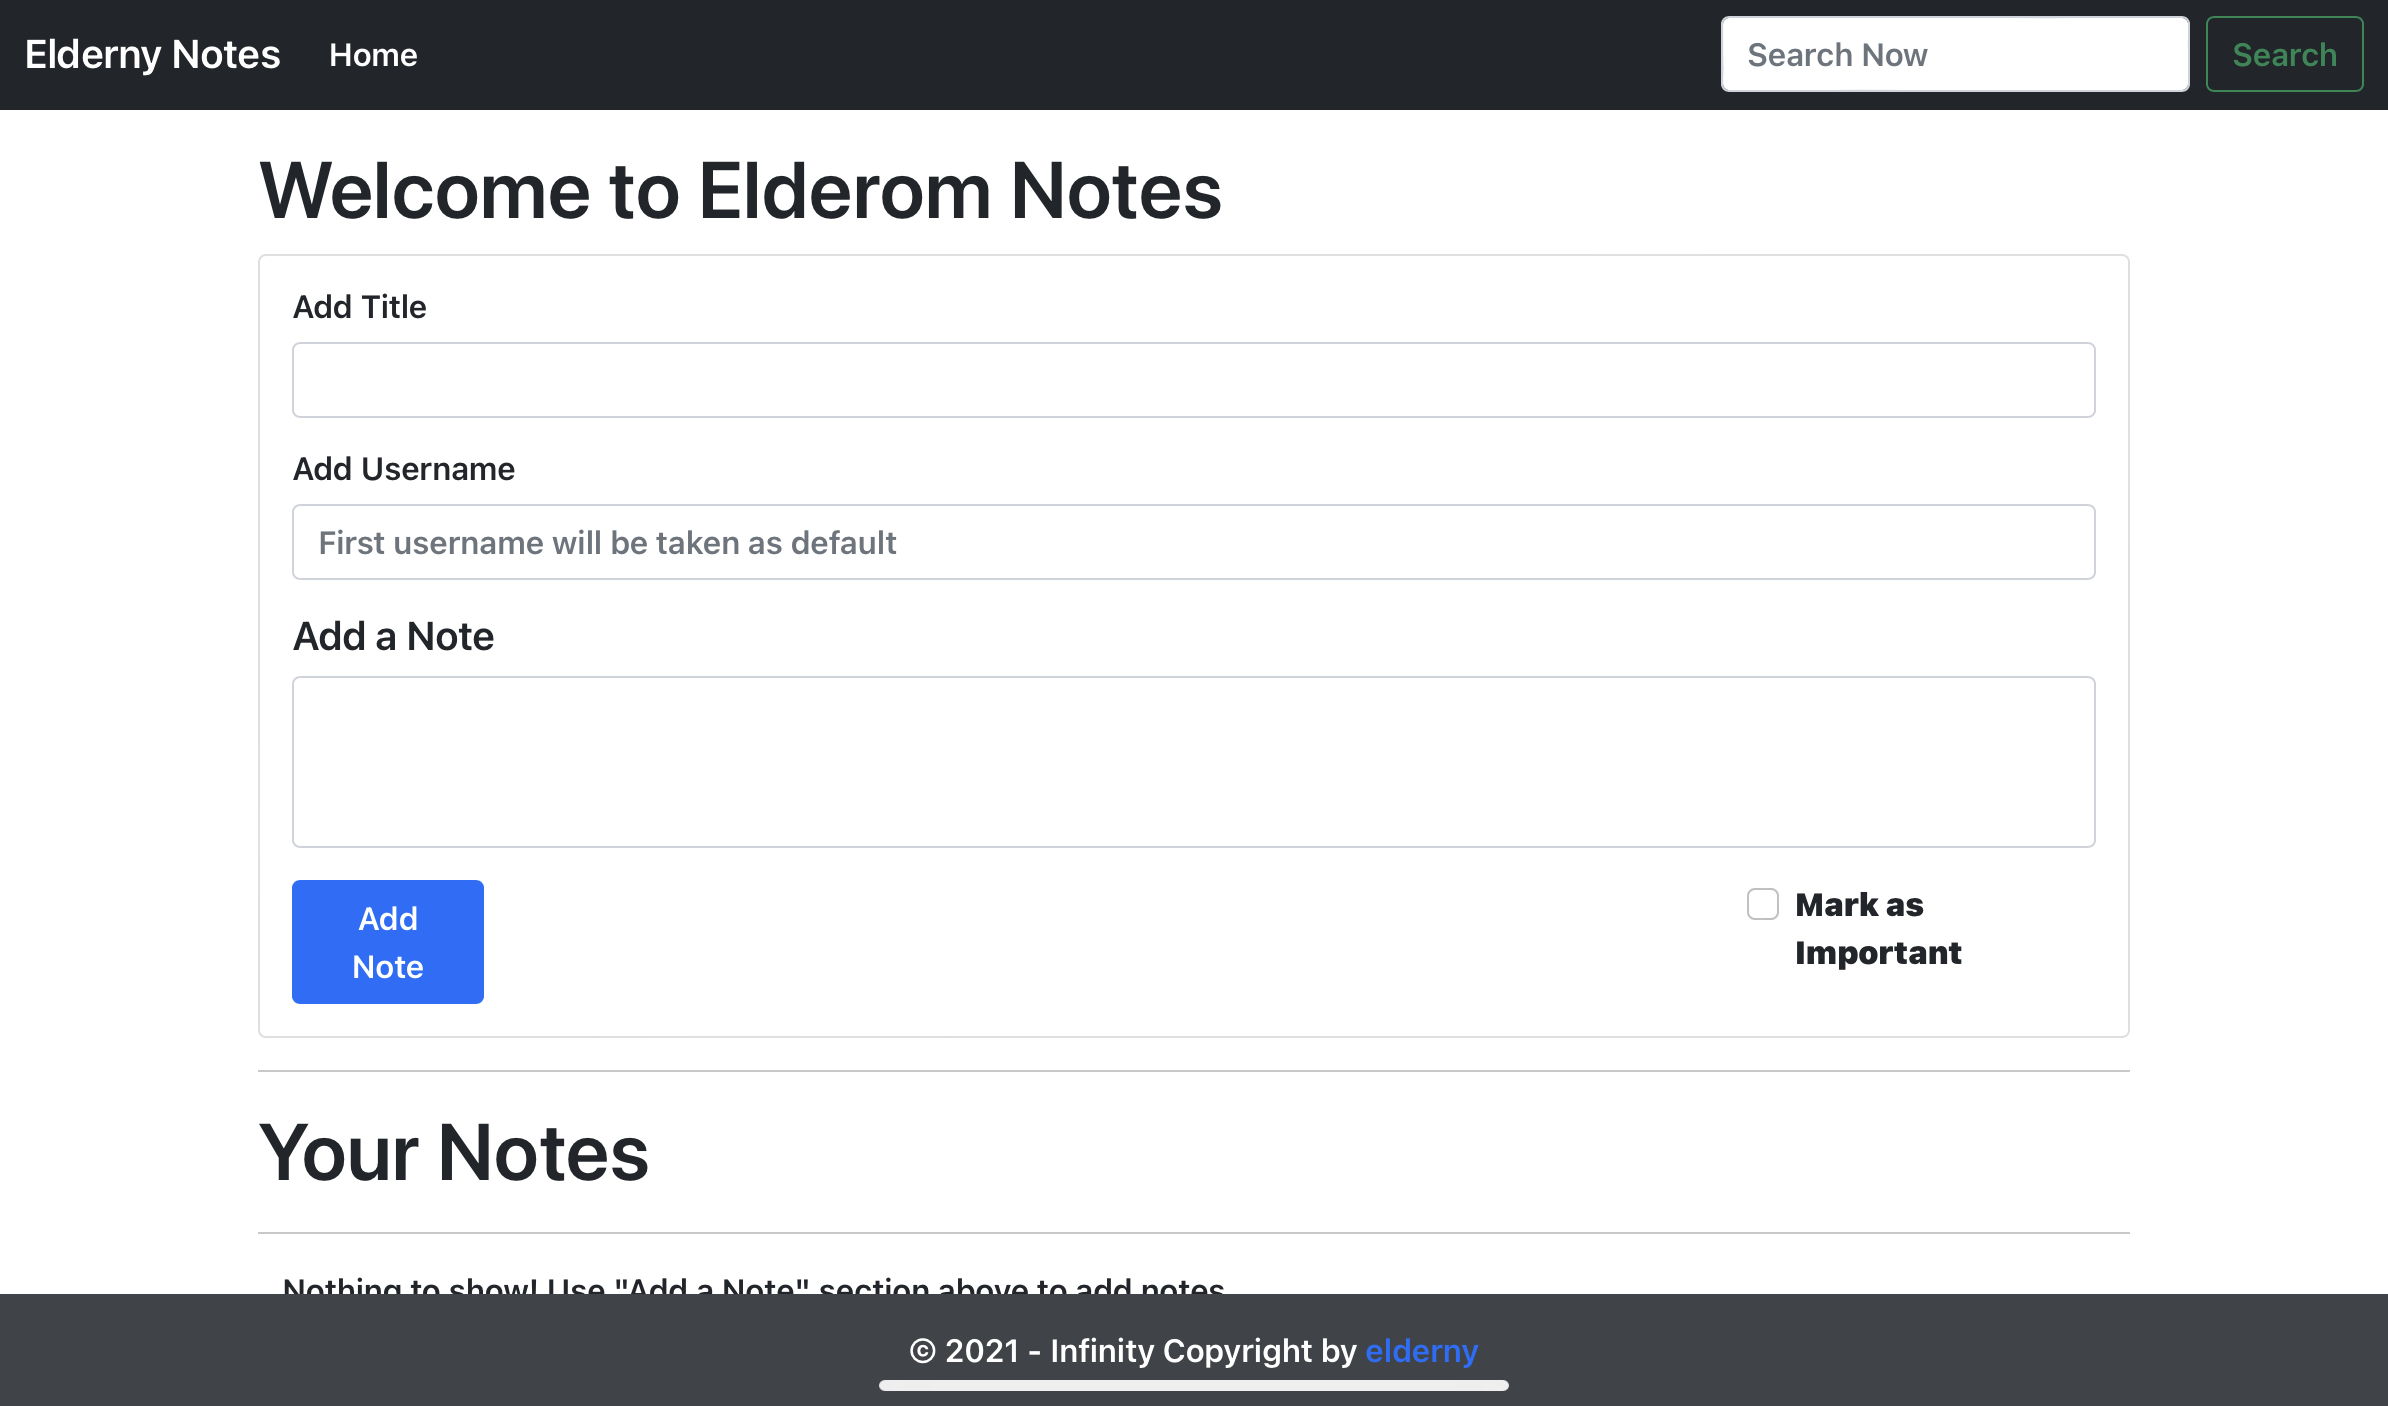 Elderny Notes Home Search Now Search
Welcome to Elderom Notes
Add Title
Add Username
First username will be taken as default
Add a Note
Add
Note
Mark as
Important
Your Notes
Nothing to show! Use "Add a Note" section above to add notes
© 2021 - Infinity Copyright by elderny